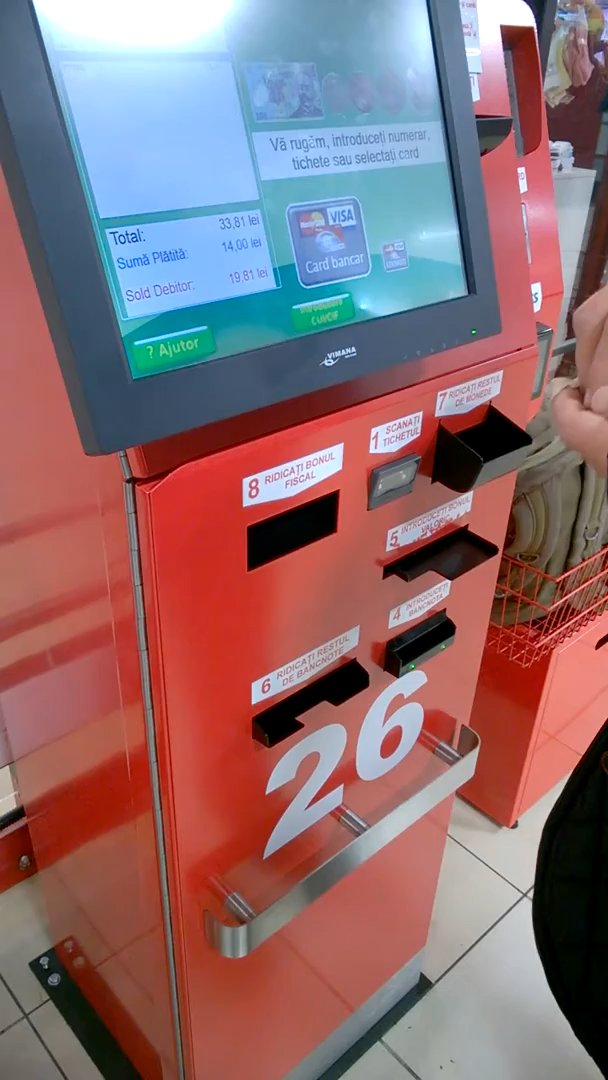 Vă rugăm, introduceți numerar,
tichete sau selectați card
Total: 33,81 lei
Sumă Plătită: 14,00 lei
Sold Debitor: 19,81 lei
VISA
Card bancar
? Ajutor
VIMANA
7 RIDICAȚI RESTUL
DE MONEDE
1 SCANAȚI
TICHETUL
8 RIDICAȚI BONUL
FISCAL
5 INTRODUCEȚI BONUL
VALORIC
4 INTRODUCEȚI
BANCNOTA
6 RIDICAȚI RESTUL
DE BANCNOTE
26